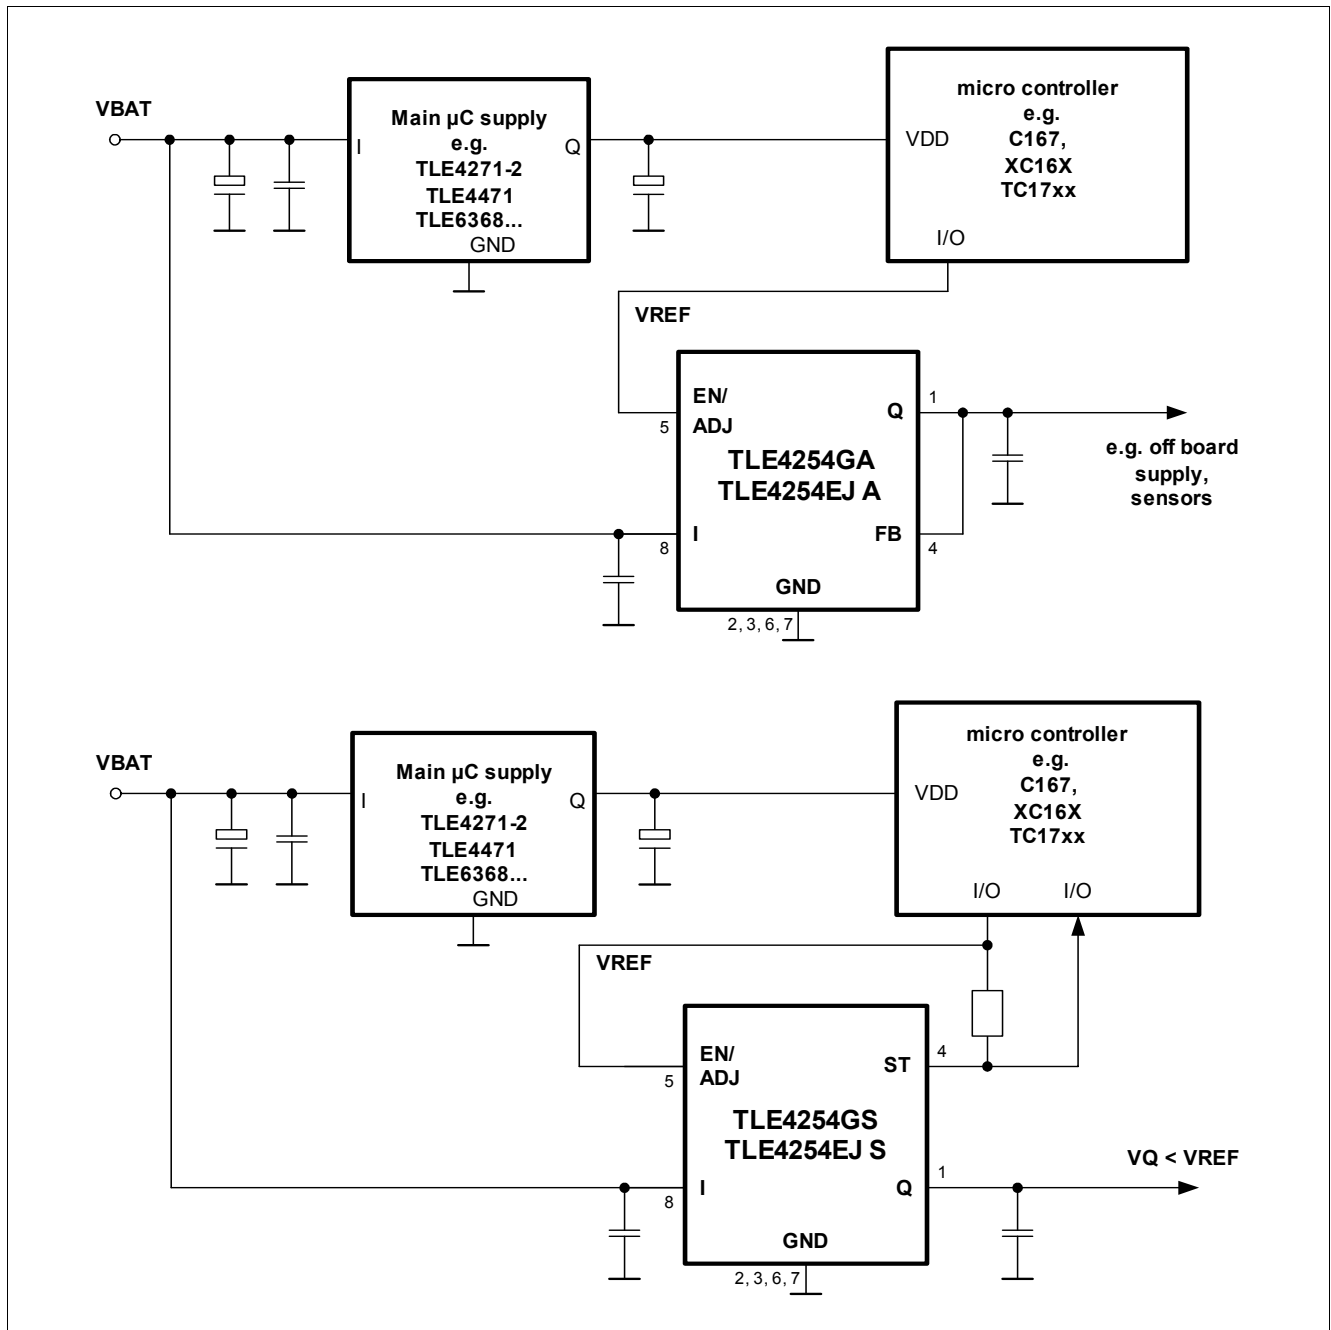 VBAT
Main µC supply
e.g.
TLE4271-2
TLE4471
TLE6368...
I
Q
GND
micro controller
e.g.
C167,
XC16X
TC17xx
VDD
I/O
VREF
EN/
ADJ
5
Q
1
TLE4254GA
TLE4254EJ A
I
8
FB
4
GND
2, 3, 6, 7
e.g. off board
supply,
sensors
VBAT
Main µC supply
e.g.
TLE4271-2
TLE4471
TLE6368...
I
Q
GND
micro controller
e.g.
C167,
XC16X
TC17xx
VDD
I/O
I/O
VREF
EN/
ADJ
5
ST
4
TLE4254GS
TLE4254EJ S
I
8
Q
1
GND
2, 3, 6, 7
VQ < VREF